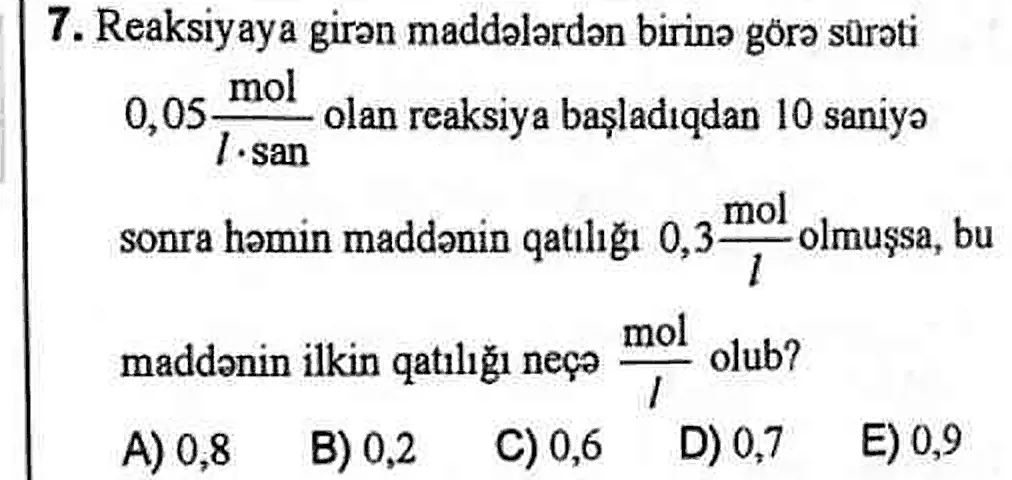 7. Reaksiyaya girən maddələrdən birinə görə sürəti
0,05 mol/l·san olan reaksiya başladıqdan 10 saniyə
sonra həmin maddənin qatılığı 0,3 mol/l olmuşsa, bu
maddənin ilkin qatılığı neçə mol/l olub?
A) 0,8 B) 0,2 C) 0,6 D) 0,7 E) 0,9